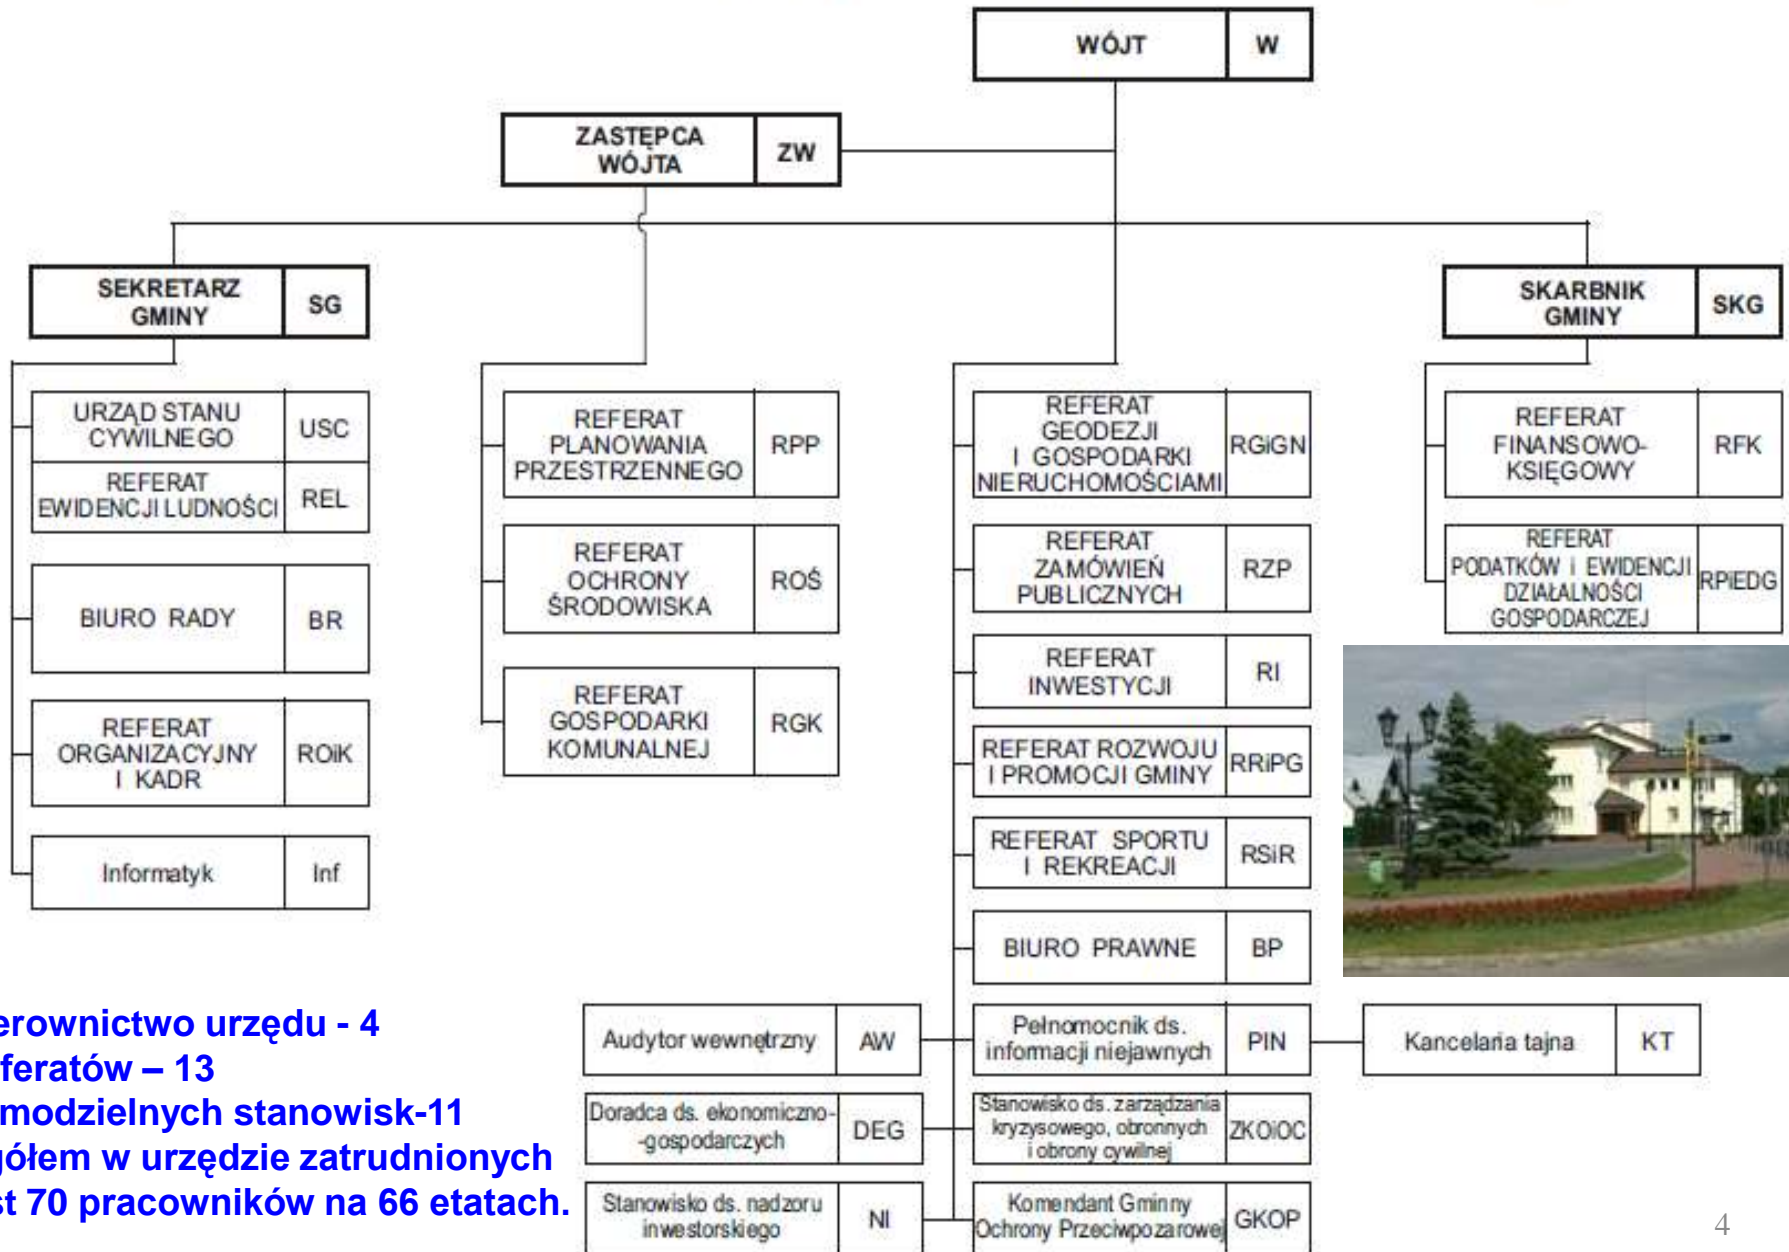 WÓJT
W
ZASTĘPCA
WÓJTA
ZW
SEKRETARZ
GMINY
SG
SKARBNIK
GMINY
SKG
URZĄD STANU
CYWILNEGO
USC
REFERAT
EWIDENCJI LUDNOŚCI
REL
BIURO RADY
BR
REFERAT
ORGANIZACYJNY
I KADR
ROiK
Informatyk
Inf
REFERAT
PLANOWANIA
PRZESTRZENNEGO
RPP
REFERAT
OCHRONY
ŚRODOWISKA
ROŚ
REFERAT
GOSPODARKI
KOMUNALNEJ
RGK
REFERAT
GEODEZJI
I GOSPODARKI
NIERUCHOMOŚCIAMI
RGiGN
REFERAT
ZAMÓWIEŃ
PUBLICZNYCH
RZP
REFERAT
INWESTYCJI
RI
REFERAT ROZWOJU
I PROMOCJI GMINY
RRiPG
REFERAT SPORTU
I REKREACJI
RSiR
BIURO PRAWNE
BP
REFERAT
FINANSOWO-
KSIĘGOWY
RFK
REFERAT
PODATKÓW i EWIDENCJI
DZIAŁALNOŚCI
GOSPODARCZEJ
RPiEDG
Audytor wewnętrzny
AW
Pełnomocnik ds.
informacji niejawnych
PIN
Kancelaria tajna
KT
Doradca ds. ekonomiczno-
-gospodarczych
DEG
Stanowisko ds. zarządzania
kryzysowego, obronnych
i obrony cywilnej
ZKOiOC
Stanowisko ds. nadzoru
inwestorskiego
NI
Komendant Gminny
Ochrony Przeciwpożarowej
GKOP
erownictwo urzędu - 4
feratów – 13
modzielnych stanowisk-11
gółem w urzędzie zatrudnionych
st 70 pracowników na 66 etatach.
4